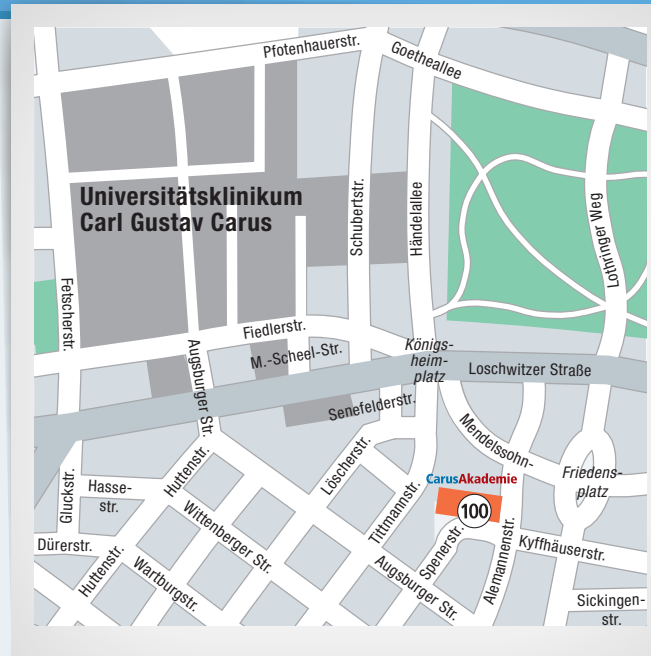 Pfotenhauerstr.
Goetheallee
Universitätsklinikum
Carl Gustav Carus
Schubertstr.
Händelallee
Lothringer Weg
Fetscherstr.
Fiedlerstr.
Augsburger Str.
M.-Scheel-Str.
Königs-
heim-
platz
Loschwitzer Straße
Senefelderstr.
Mendelssohn-
Löscherstr.
Huttenstr.
Gluckstr.
Hasse-
str.
CarusAkademie
100
Friedens-
platz
Tittmannstr.
Wittenberger Str.
Spenerstr.
Alemannenstr.
Kyffhäuserstr.
Dürerstr.
Huttenstr.
Wartburgstr.
Augsburger Str.
Sickingen-
str.